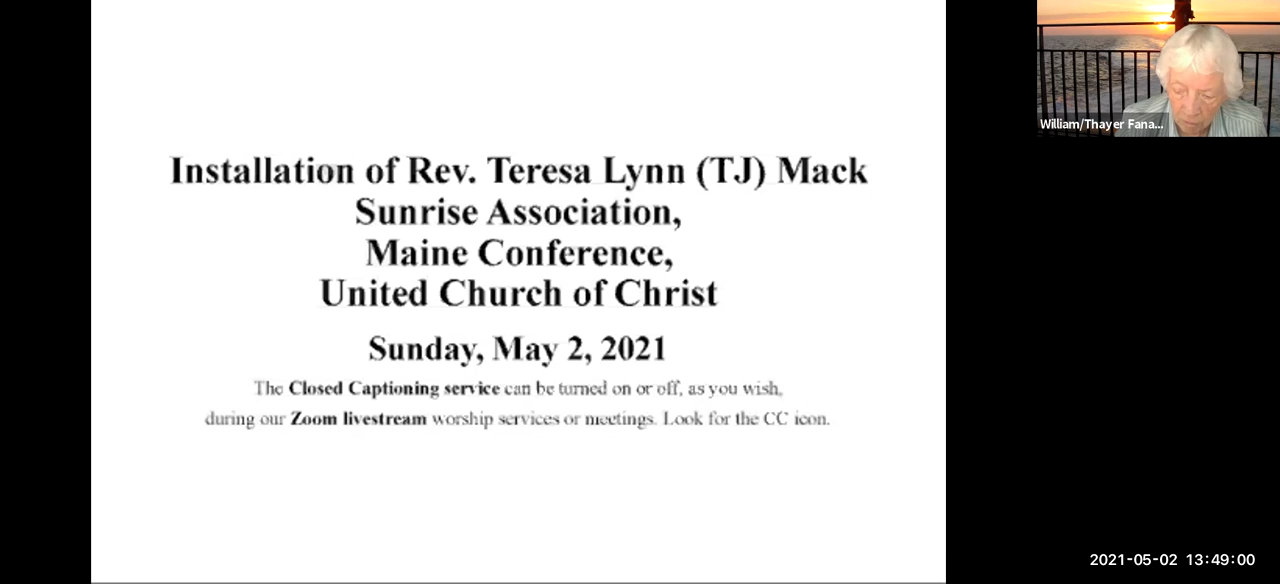 Installation of Rev. Teresa Lynn (TJ) Mack
Sunrise Association,
Maine Conference,
United Church of Christ
Sunday, May 2, 2021
The Closed Captioning service can be turned on or off, as you wish,
during our Zoom livestream worship services or meetings. Look for the CC icon.
William/Thayer Fana...
2021-05-02 13:49:00